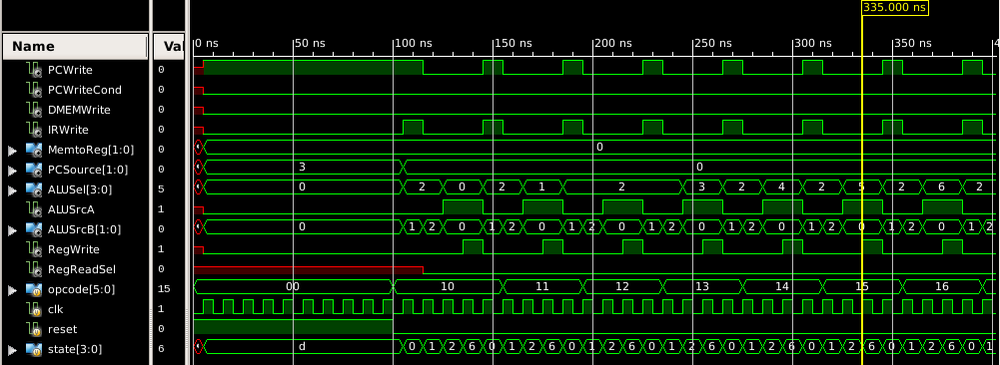 335.000 ns
Name Val 0 ns 50 ns 100 ns 150 ns 200 ns 250 ns 300 ns 350 ns
PCWrite 0
PCWriteCond 0
DMEMWrite 0
IRWrite 0
MemtoReg[1:0] 0 0
PCSource[1:0] 0 3 0
ALUSel[3:0] 5 0 2 0 2 1 2 3 2 4 2 5 2 6 2
ALUSrcA 1
ALUSrcB[1:0] 0 0 1 2 0 1 2 0 1 2 0 1 2 0 1 2 0 1 2 0 1 2 0 1 2
RegWrite 1
RegReadSel 0
opcode[5:0] 15 00 10 11 12 13 14 15 16
clk 1
reset 0
state[3:0] 6 d 0 1 2 6 0 1 2 6 0 1 2 6 0 1 2 6 0 1 2 6 0 1 2 6 0 1 2 6 0 1